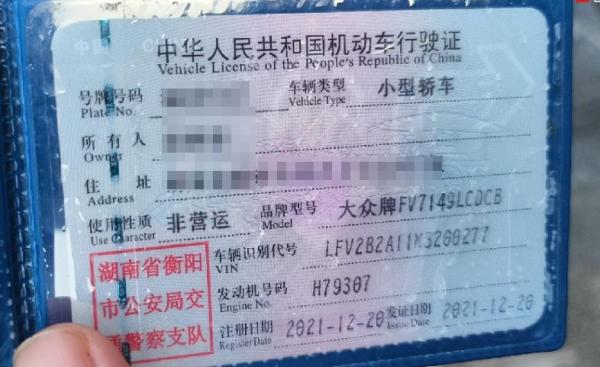 中华人民共和国机动车行驶证
Vehicle License of the People's Republic of China
号牌号码 车辆类型 小型轿车
Plate No. Vehicle Type
所有人
Owner
住址
Address
使用性质 非营运 品牌型号 大众牌FV7149LCDCB
Use Character Model
湖南省衡阳 车辆识别代号 LFV2B2A11M3200277
VIN
市公安局交 发动机号码 H79307
Engine No.
警察支队 注册日期 2021-12-20 发证日期 2021-12-20
Register Date Issue Date